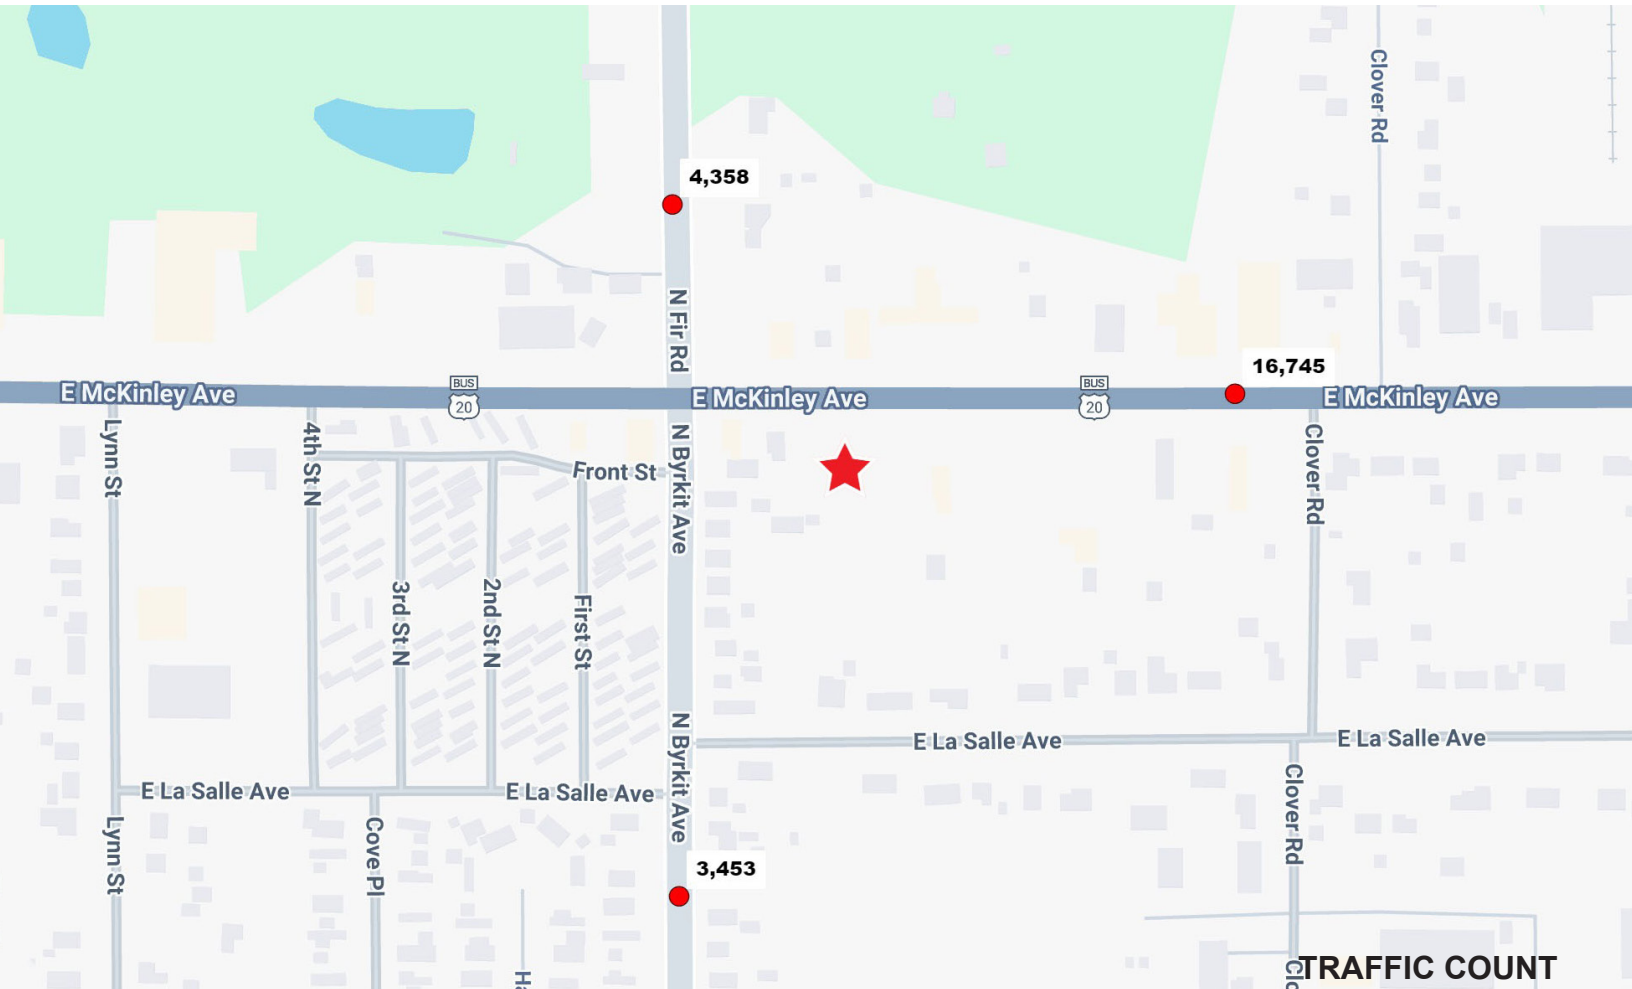 Clover Rd
4,358
N Fir Rd
16,745
E McKinley Ave
BUS
20
E McKinley Ave
BUS
20
E McKinley Ave
Lynn St
4th St N
Front St
N Byrkit Ave
Clover Rd
3rd St N
2nd St N
First St
N Byrkit Ave
E La Salle Ave
E La Salle Ave
E La Salle Ave
E La Salle Ave
Lynn St
Cove Pl
Clover Rd
3,453
Ha
Clo
TRAFFIC COUNT